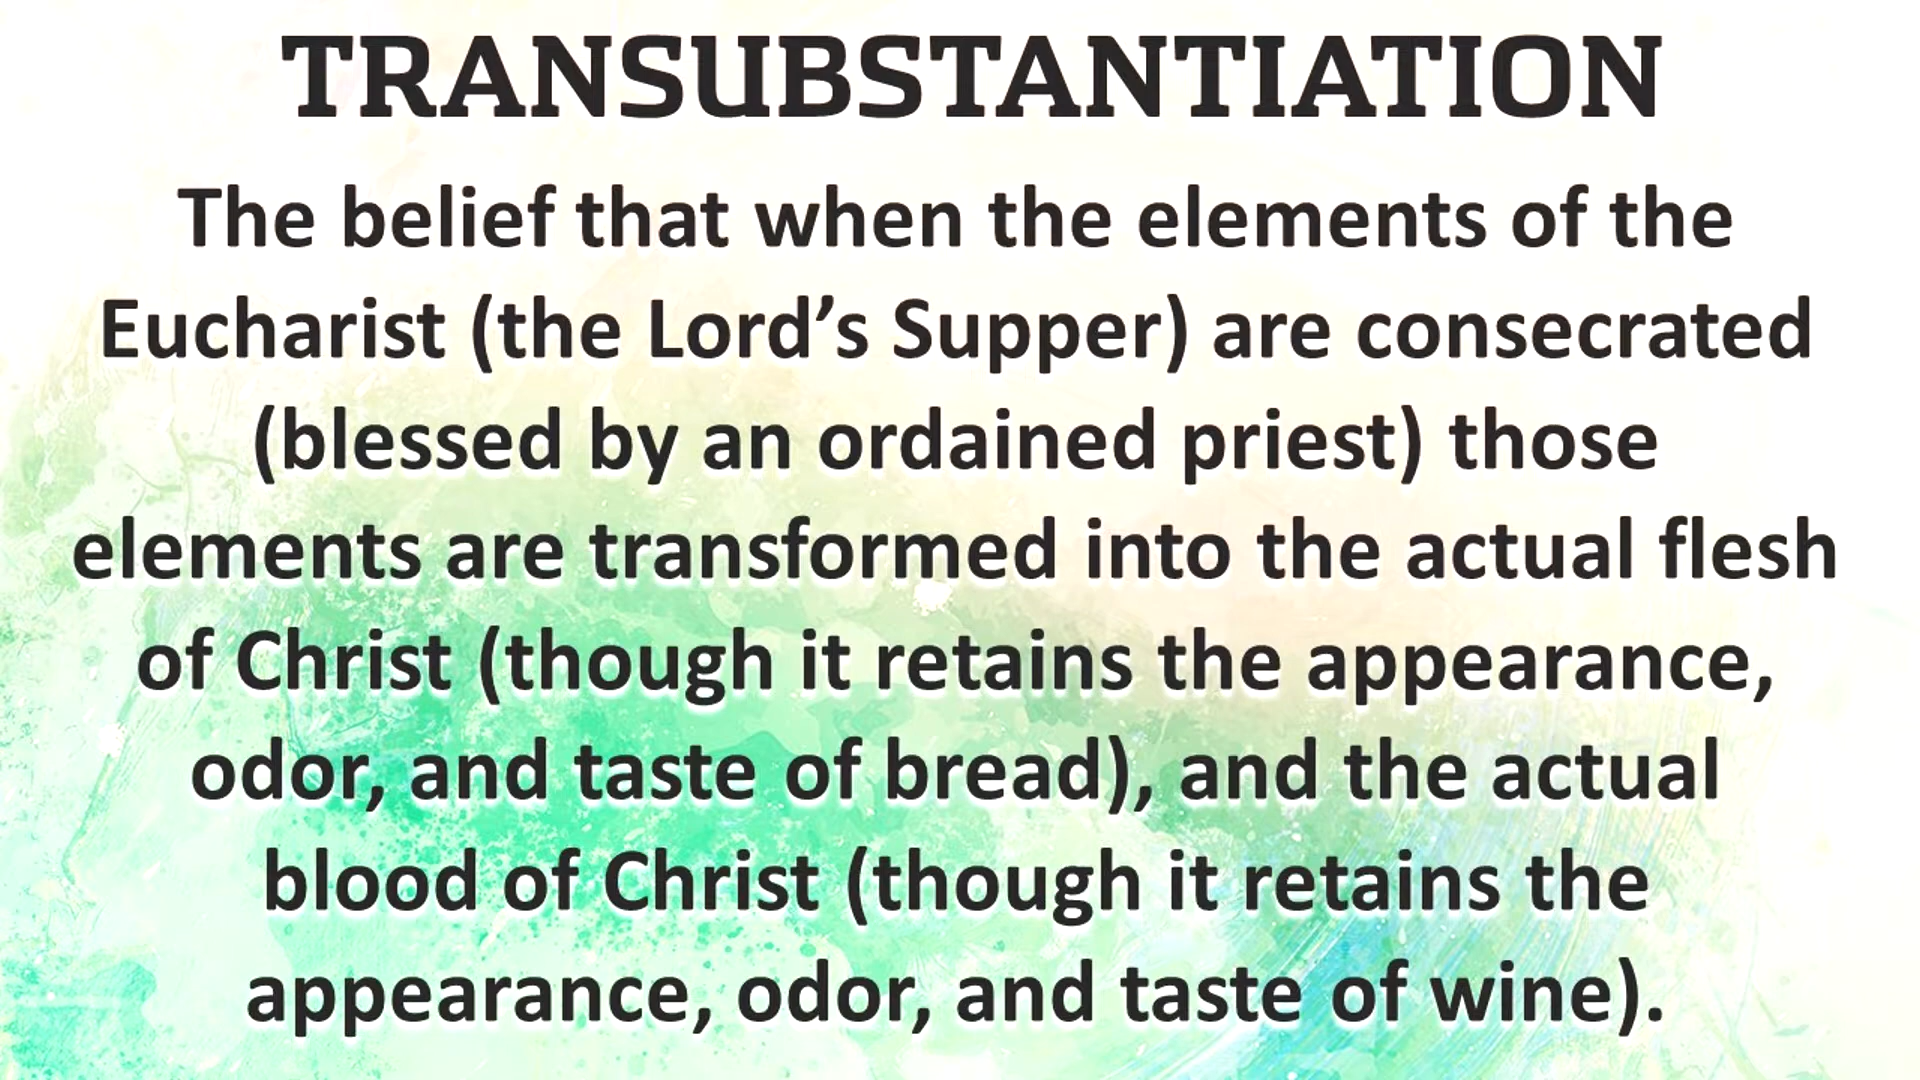 TRANSUBSTANTIATION
The belief that when the elements of the
Eucharist (the Lord’s Supper) are consecrated
(blessed by an ordained priest) those
elements are transformed into the actual flesh
of Christ (though it retains the appearance,
odor, and taste of bread), and the actual
blood of Christ (though it retains the
appearance, odor, and taste of wine).